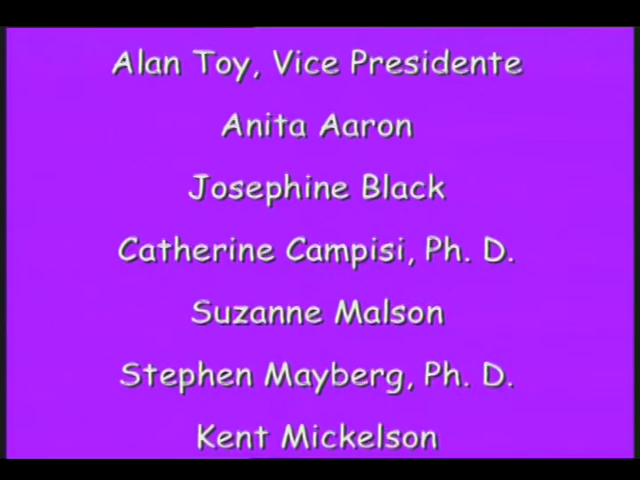 Alan Toy, Vice Presidente
Anita Aaron
Josephine Black
Catherine Campisi, Ph. D.
Suzanne Malson
Stephen Mayberg, Ph. D.
Kent Mickelson